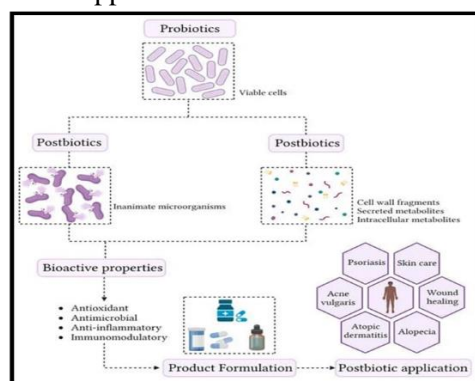 Probiotics
Viable cells
Postbiotics
Postbiotics
Inanimate microorganisms
Cell wall fragments
Secreted metabolites
Intracellular metabolites
Bioactive properties
• Antioxidant
• Antimicrobial
• Anti-inflammatory
• Immunomodulatory
Psoriasis
Skin care
Acne
vulgaris
Wound
healing
Atopic
dermatitis
Alopecia
Product Formulation
Postbiotic application